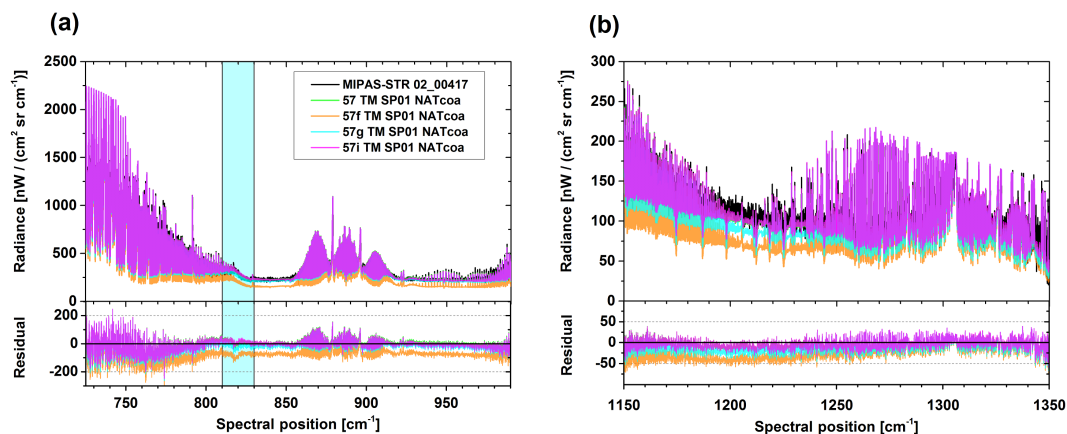 (a)
(b)
2500
2000
1500
1000
500
0
Radiance [nW / (cm² sr cm⁻¹)]
MIPAS-STR 02_00417
57 TM SP01 NATcoa
57f TM SP01 NATcoa
57g TM SP01 NATcoa
57i TM SP01 NATcoa
200
0
-200
Residual
750 800 850 900 950
Spectral position [cm⁻¹]
300
250
200
150
100
50
0
Radiance [nW / (cm² sr cm⁻¹)]
50
0
-50
Residual
1150 1200 1250 1300 1350
Spectral position [cm⁻¹]